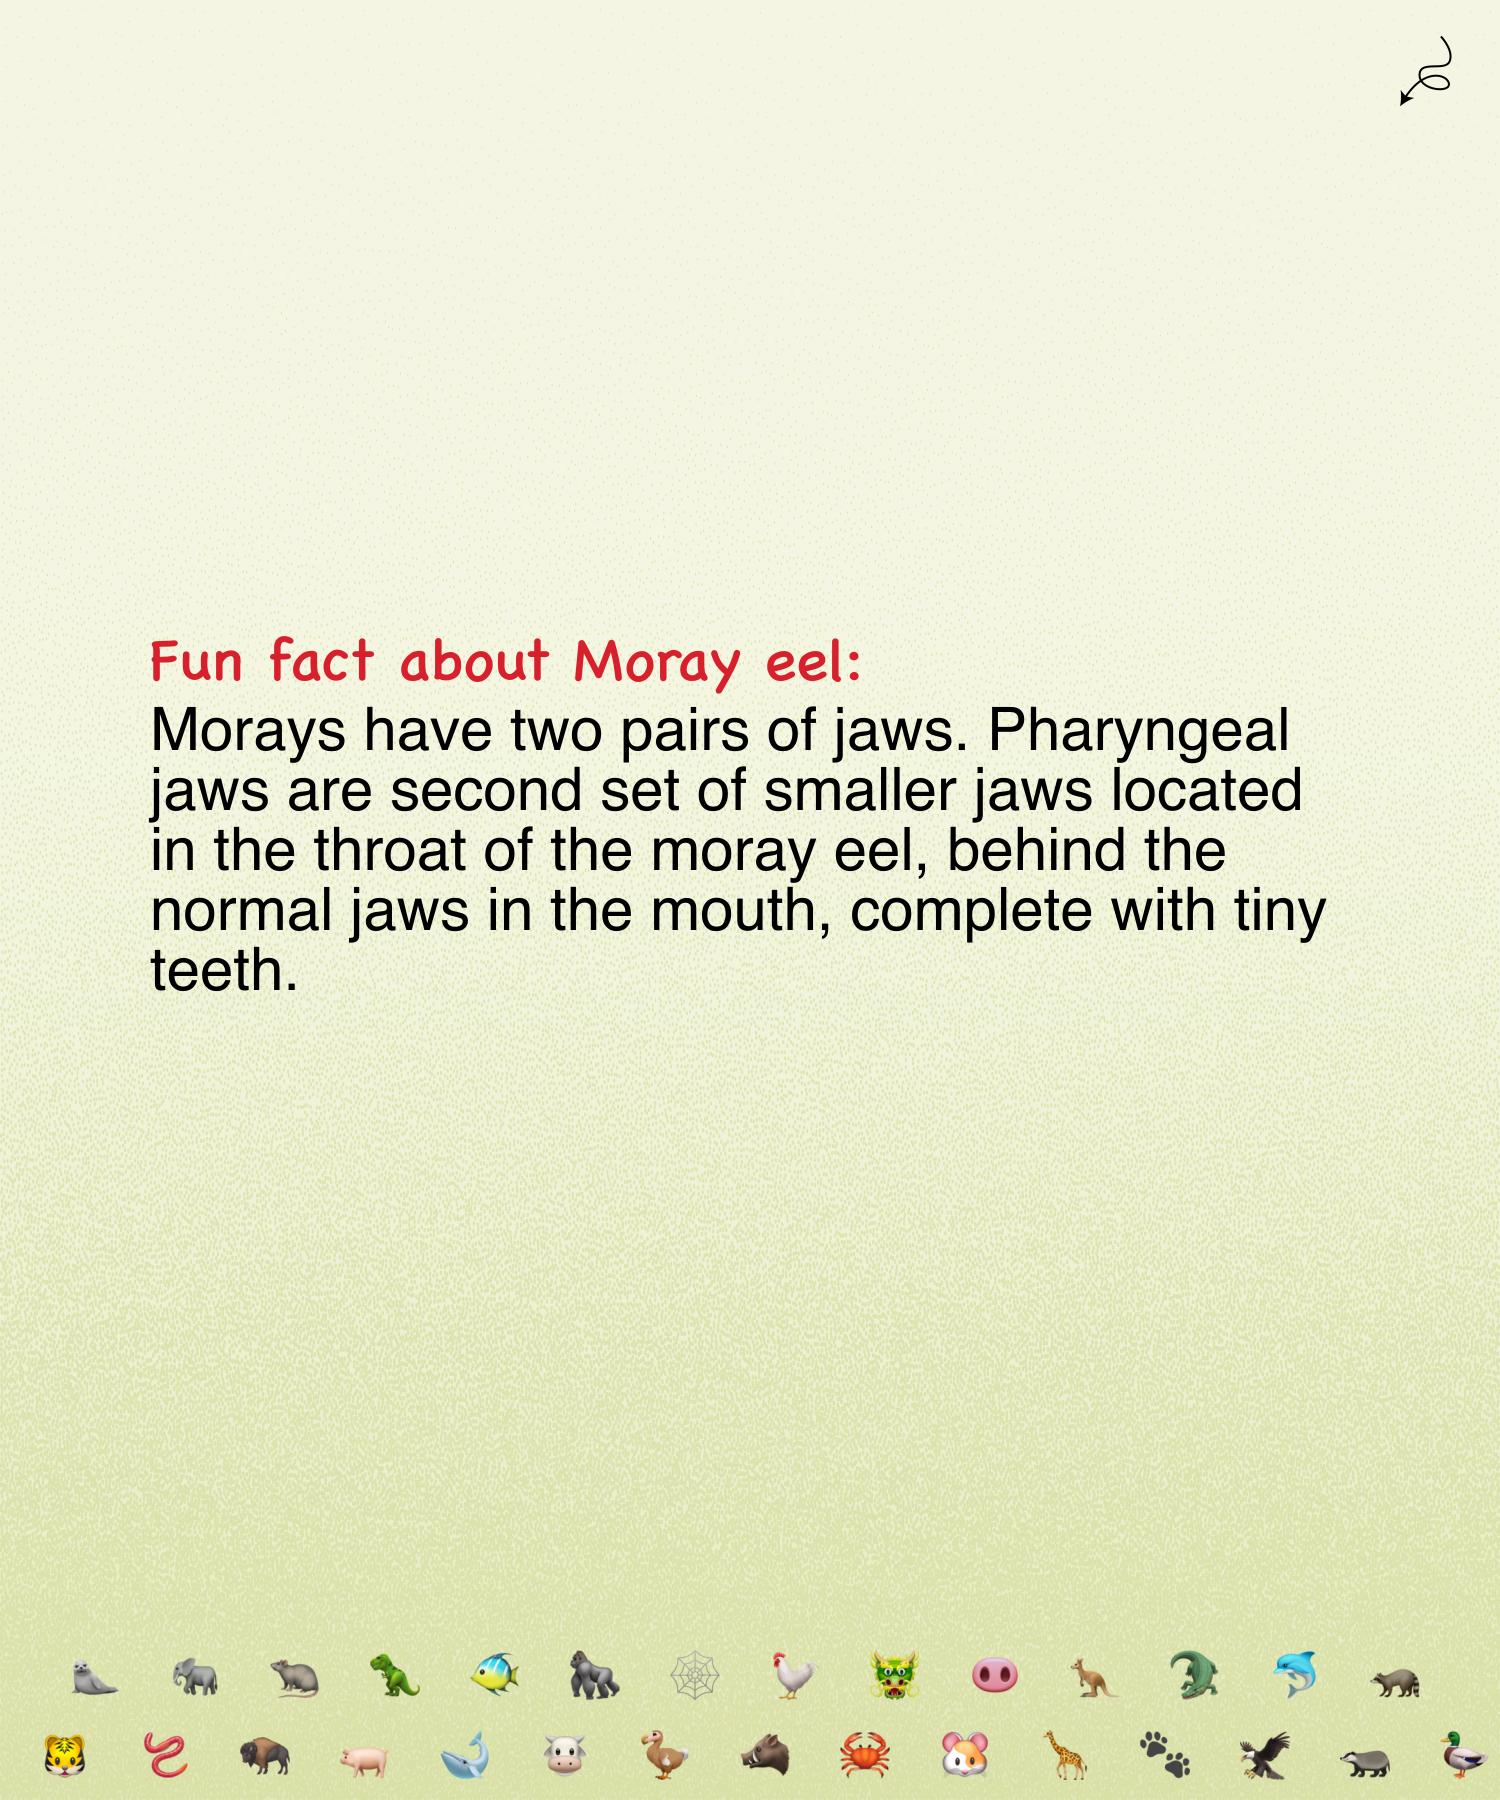 Fun fact about Moray eel:
Morays have two pairs of jaws. Pharyngeal
jaws are second set of smaller jaws located
in the throat of the moray eel, behind the
normal jaws in the mouth, complete with tiny
teeth.